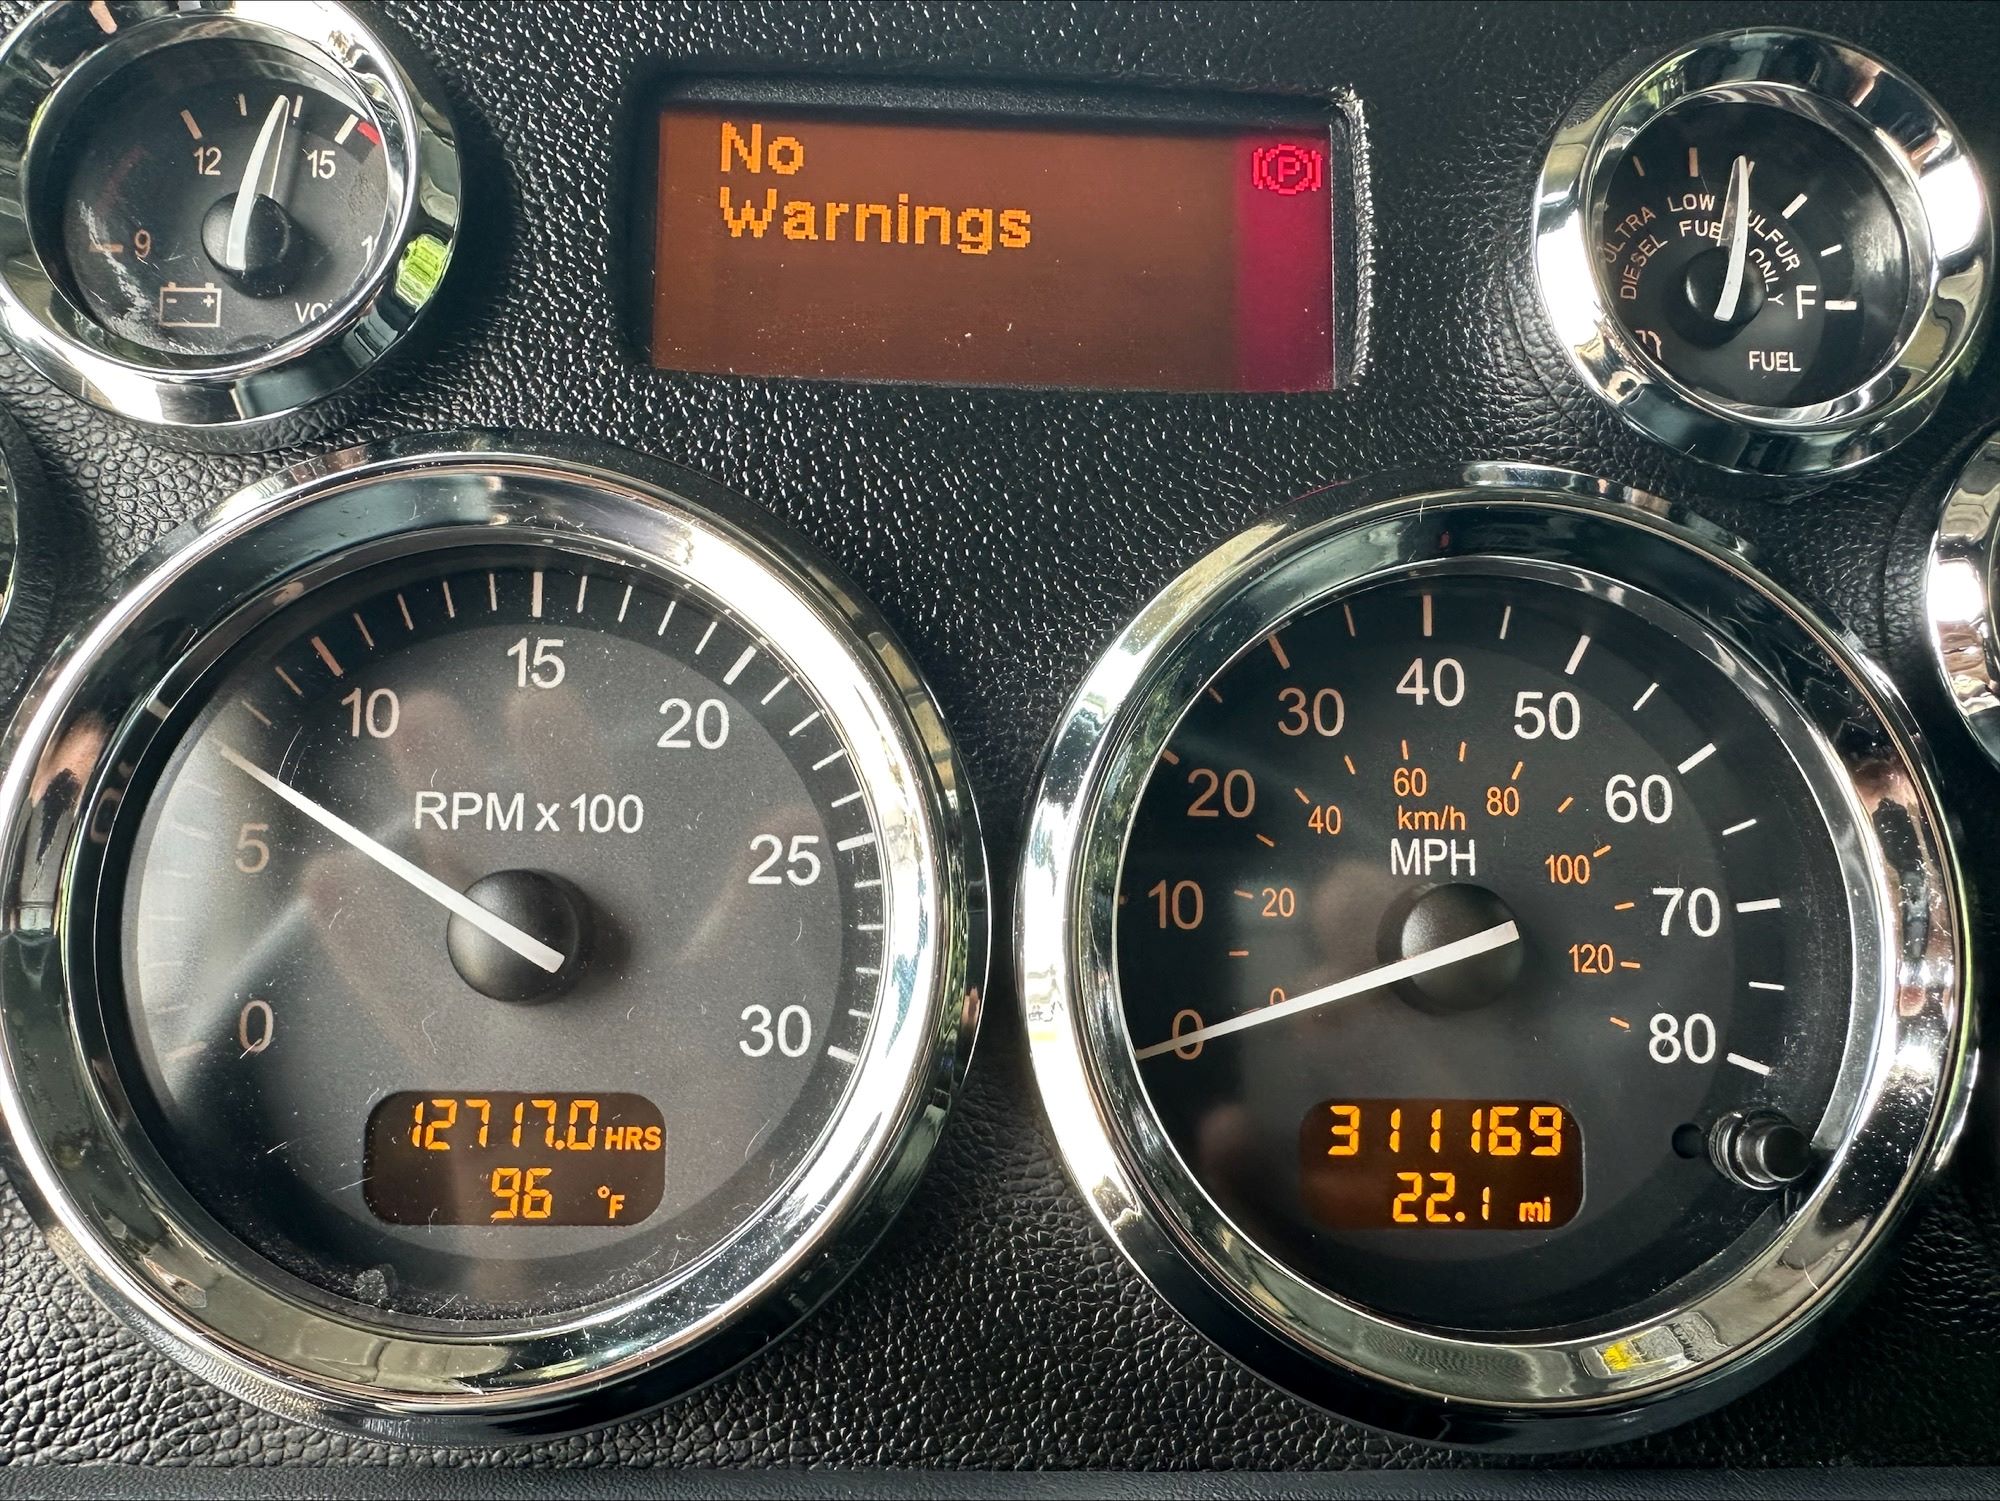 12
15
9
VO
No
Warnings
P
ULTRA LOW SULFUR
DIESEL FUEL ONLY
F
FUEL
0
5
10
15
20
25
30
RPM x 100
12717.0 HRS
96 °F
0
10
20
30
40
50
60
70
80
0
20
40
60
80
100
120
km/h
MPH
311169
22.1 mi